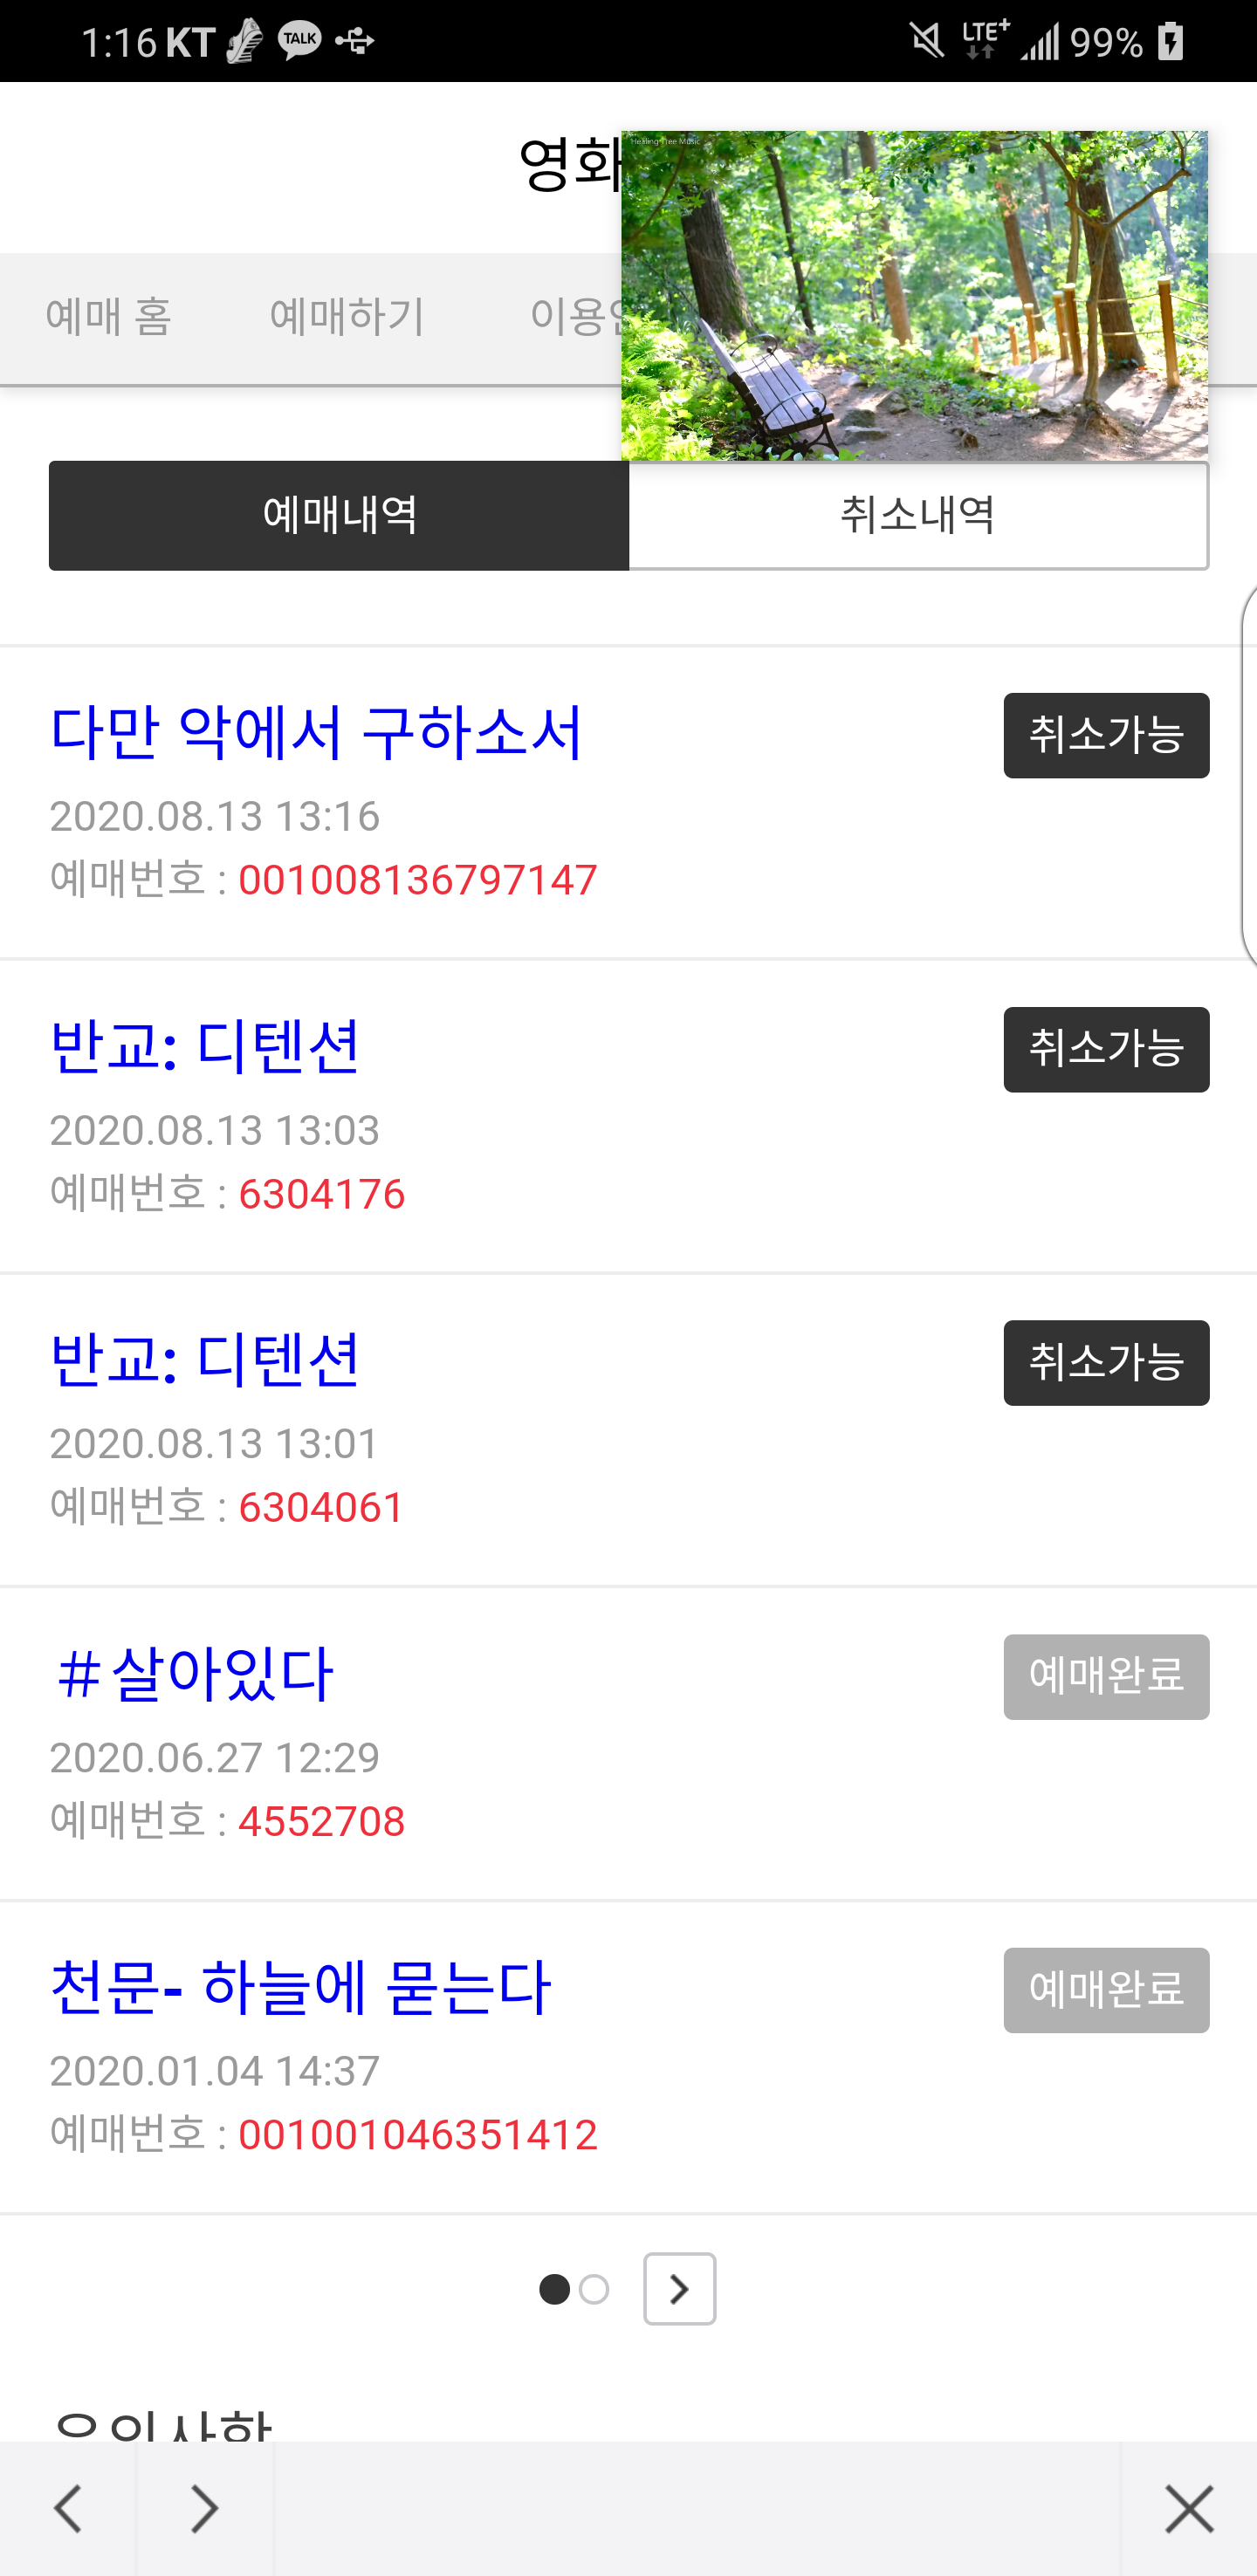 1:16 KT TALK LTE+ 99%
영화
Healing Tree Music
예매 홈 예매하기 이용
예매내역 취소내역
다만 악에서 구하소서 취소가능
2020.08.13 13:16
예매번호 : 001008136797147
반교: 디텐션 취소가능
2020.08.13 13:03
예매번호 : 6304176
반교: 디텐션 취소가능
2020.08.13 13:01
예매번호 : 6304061
#살아있다 예매완료
2020.06.27 12:29
예매번호 : 4552708
천문- 하늘에 묻는다 예매완료
2020.01.04 14:37
예매번호 : 001001046351412
유의사항